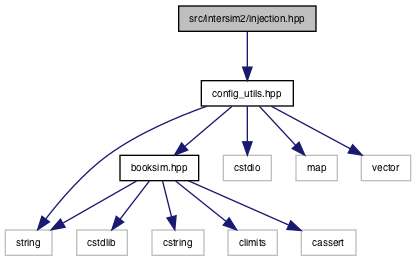 src/intersim2/injection.hpp
config_utils.hpp
booksim.hpp
cstdio
map
vector
string
cstdlib
cstring
climits
cassert